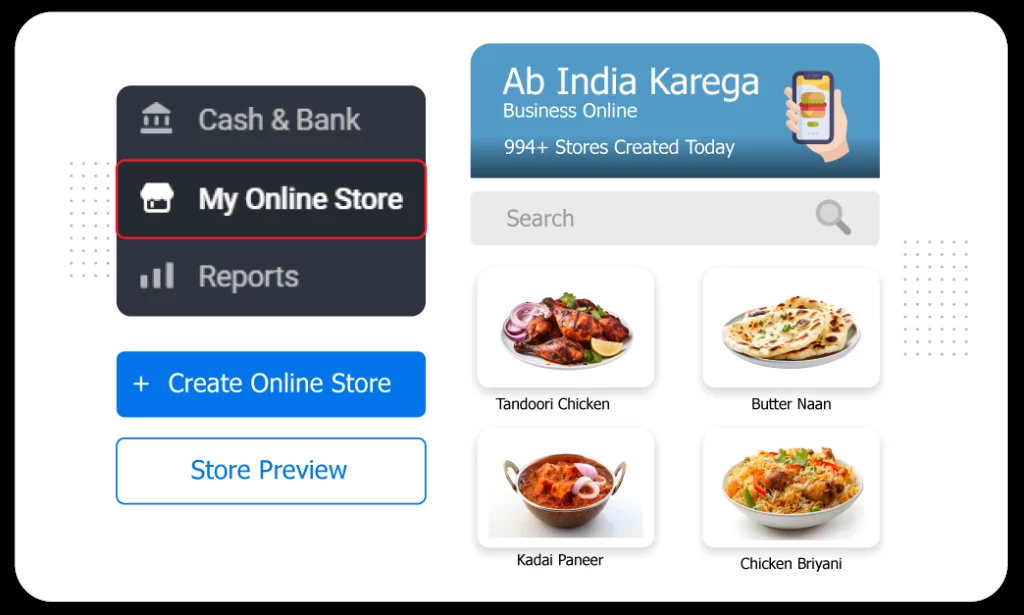 Cash & Bank
My Online Store
Reports
+ Create Online Store
Store Preview
Ab India Karega
Business Online
994+ Stores Created Today
Search
Tandoori Chicken
Butter Naan
Kadai Paneer
Chicken Briyani